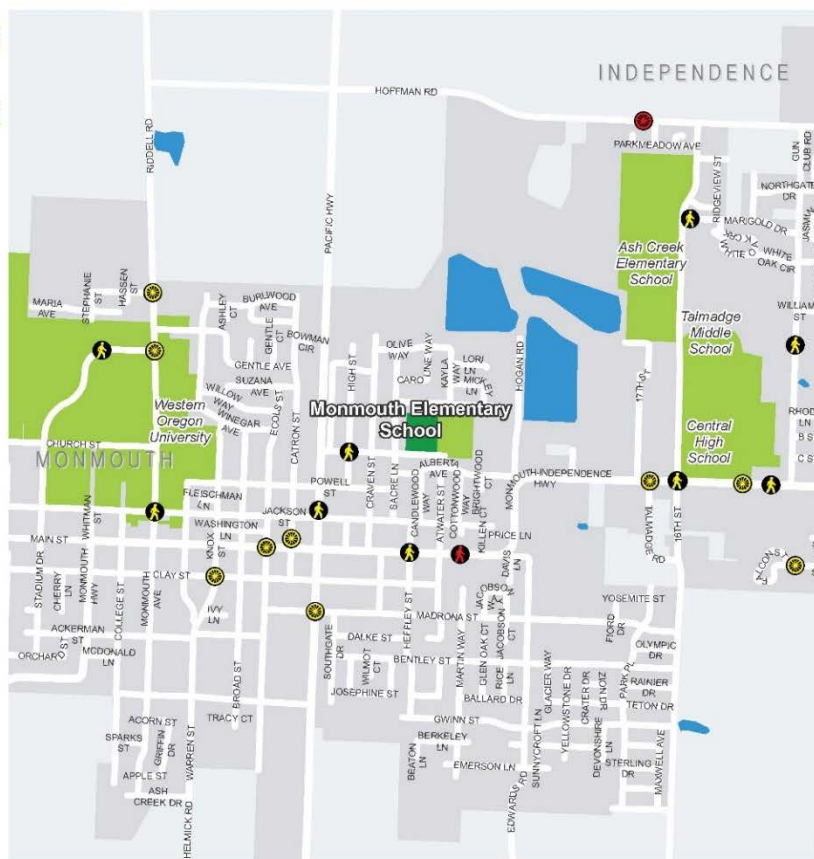 INDEPENDENCE
HOFFMAN RD
RIDDELL RD
PACIFIC HWY
PARKMEADOW AVE
GUN
CLUB RD
RIDGEVIEW ST
NORTHGATE
DR
MARIGOLD DR
WHITE
OAK CIR
Ash Creek
Elementary
School
WILLIAM
ST
Talmadge
Middle
School
STEPHANIE
ST
HASSEN
ST
MARIA
AVE
ASHLEY
CT
BURLWOOD
AVE
GENTLE
CT
BOWMAN
CIR
GENTLE AVE
SUZANA AVE
WILLOW
WAY
WINEGAR
AVE
ECOLS ST
CATRON ST
HIGH ST
OLIVE
WAY
CARO
LINE WAY
KAYLA
WAY
LORI
LN
MICKEY
LN
HOGAN RD
17TH ST
Monmouth Elementary
School
Western
Oregon
University
Central
High
School
RHOD
LN
B S
C S
CHURCH ST
MONMOUTH
ALBERTA
AVE
MONMOUTH-INDEPENDENCE
HWY
POWELL
ST
CRAVEN ST
SACRE LN
CANDLEWOOD
WAY
ATWATER ST
COTTONWOOD
WAY
BRIGHTWOOD
CT
KILLEN CT
FLEISCHMAN
LN
JACKSON
ST
WASHINGTON
LN
MAIN ST
WHITMAN
ST
KNOX
ST
PRICE LN
DAVIS
LN
TALMADGE
RD
16TH ST
STADIUM DR
CHERRY
LN
MONMOUTH
HWY
COLLEGE ST
MONMOUTH
AVE
CLAY ST
IVY
LN
HEFFLEY ST
MADRONA ST
YOSEMITE ST
FJORD
DR
OLYMPIC
DR
ACKERMAN
ST
ORCHARD ST
MCDONALD
LN
BROAD ST
SOUTHGATE
DR
DALKE ST
WILMOT
CT
JOSEPHINE ST
BENTLEY ST
MARTIN WAY
GLEN OAK CT
RICE
JACOBSON
CT
LN
BALLARD DR
GLACIER WAY
YELLOWSTONE DR
CRATER DR
ZION DR
PARK PL
RAINIER DR
TETON DR
ACORN ST
TRACY CT
SPARKS
ST
GRIFFIN
DR
WARREN ST
GWINN ST
BERKELEY
LN
BEATON
LN
EMERSON LN
SUNNYCROFT LN
DEVONSHIRE
LN
STERLING
DR
MAXWELL AVE
APPLE ST
ASH
CREEK DR
HELMICK RD
EDWARDS RD